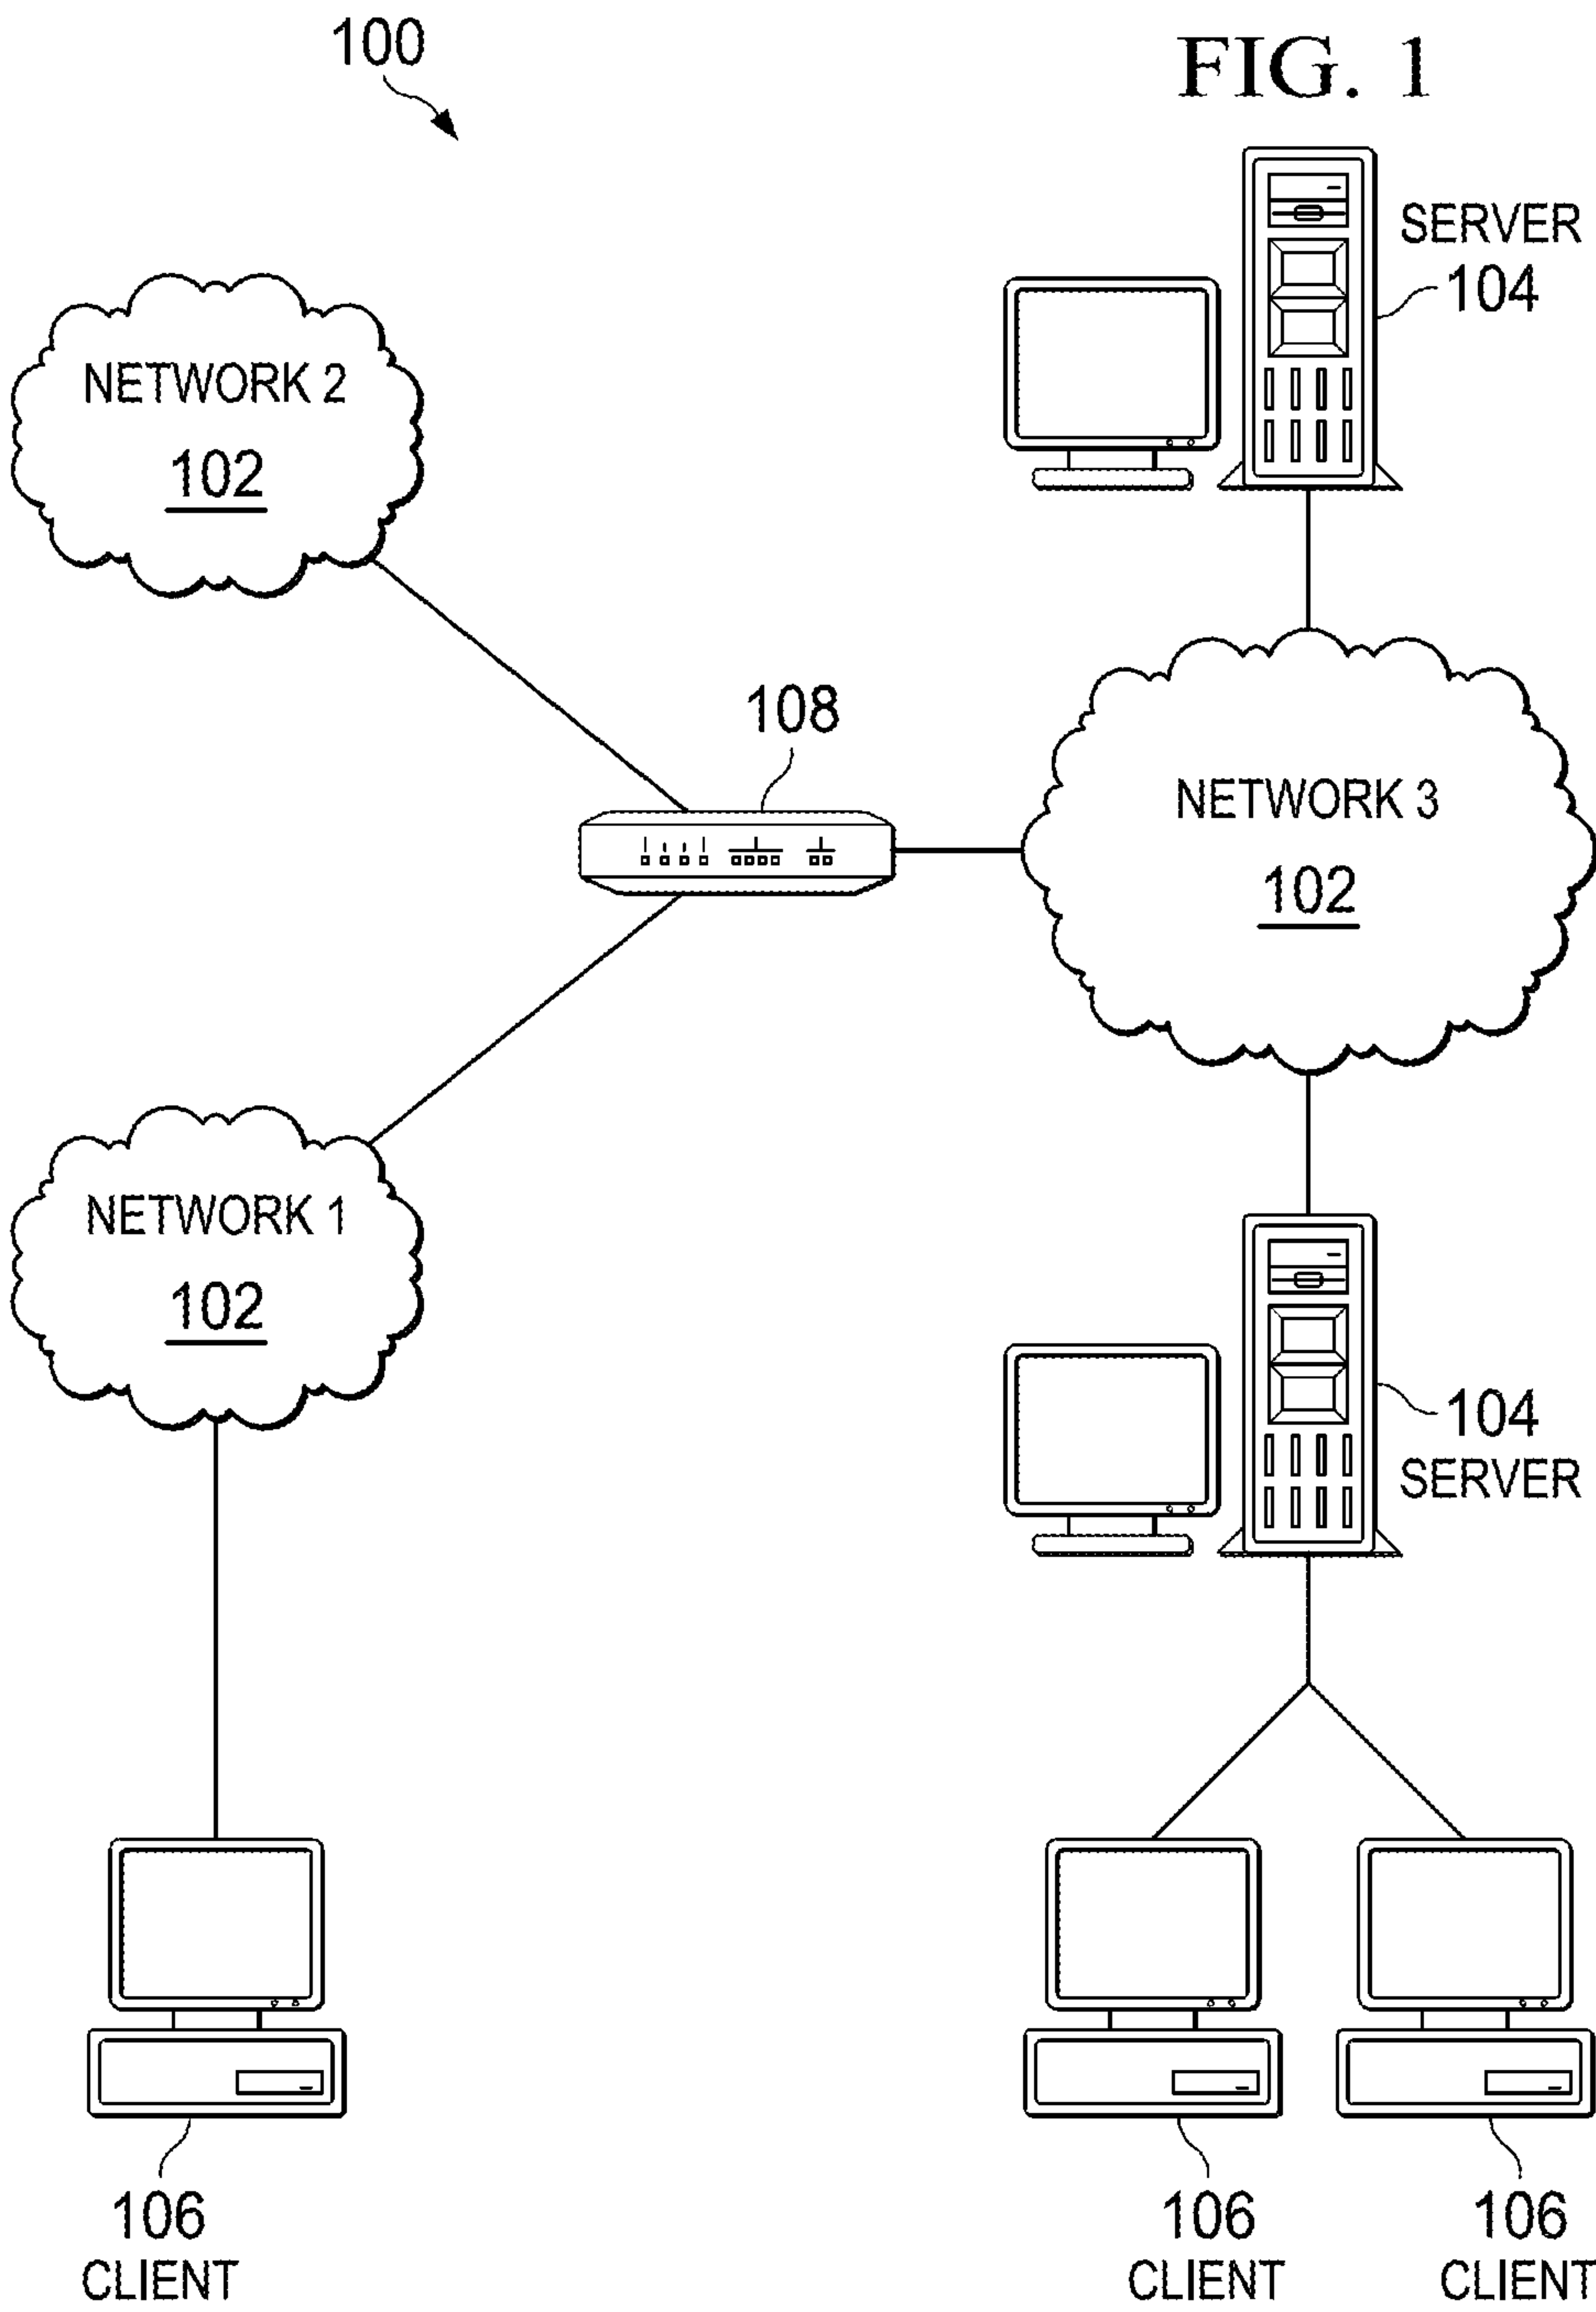 100
FIG. 1
SERVER
104
NETWORK 2
102
108
NETWORK 3
102
NETWORK 1
102
104
SERVER
106
CLIENT
106
CLIENT
106
CLIENT